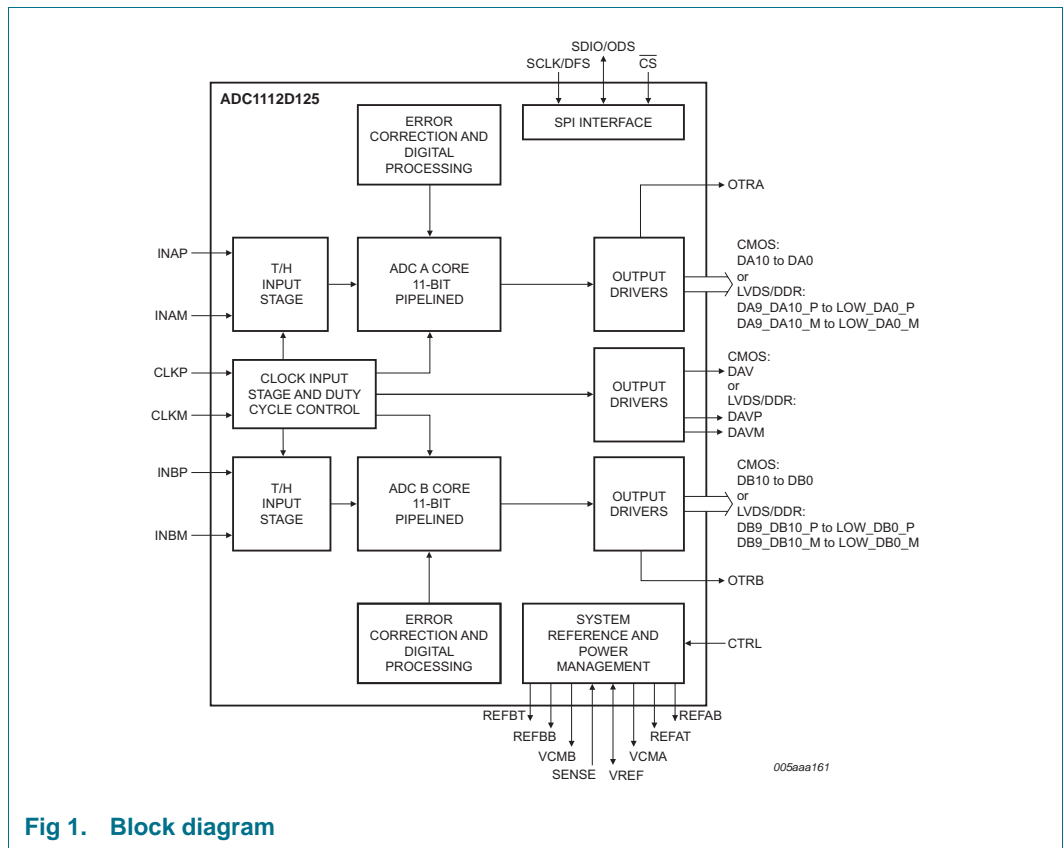 SDIO/ODS
SCLK/DFS
CS
ADC1112D125
ERROR
CORRECTION AND
DIGITAL
PROCESSING
SPI INTERFACE
OTRA
INAP
INAM
T/H
INPUT
STAGE
ADC A CORE
11-BIT
PIPELINED
OUTPUT
DRIVERS
CMOS:
DA10 to DA0
or
LVDS/DDR:
DA9_DA10_P to LOW_DA0_P
DA9_DA10_M to LOW_DA0_M
CLKP
CLKM
CLOCK INPUT
STAGE AND DUTY
CYCLE CONTROL
OUTPUT
DRIVERS
CMOS:
DAV
or
LVDS/DDR:
DAVP
DAVM
INBP
INBM
T/H
INPUT
STAGE
ADC B CORE
11-BIT
PIPELINED
OUTPUT
DRIVERS
CMOS:
DB10 to DB0
or
LVDS/DDR:
DB9_DB10_P to LOW_DB0_P
DB9_DB10_M to LOW_DB0_M
OTRB
ERROR
CORRECTION AND
DIGITAL
PROCESSING
SYSTEM
REFERENCE AND
POWER
MANAGEMENT
CTRL
REFBT
REFBB
VCMB
SENSE
VREF
VCMA
REFAT
REFAB
005aaa161
Fig 1. Block diagram